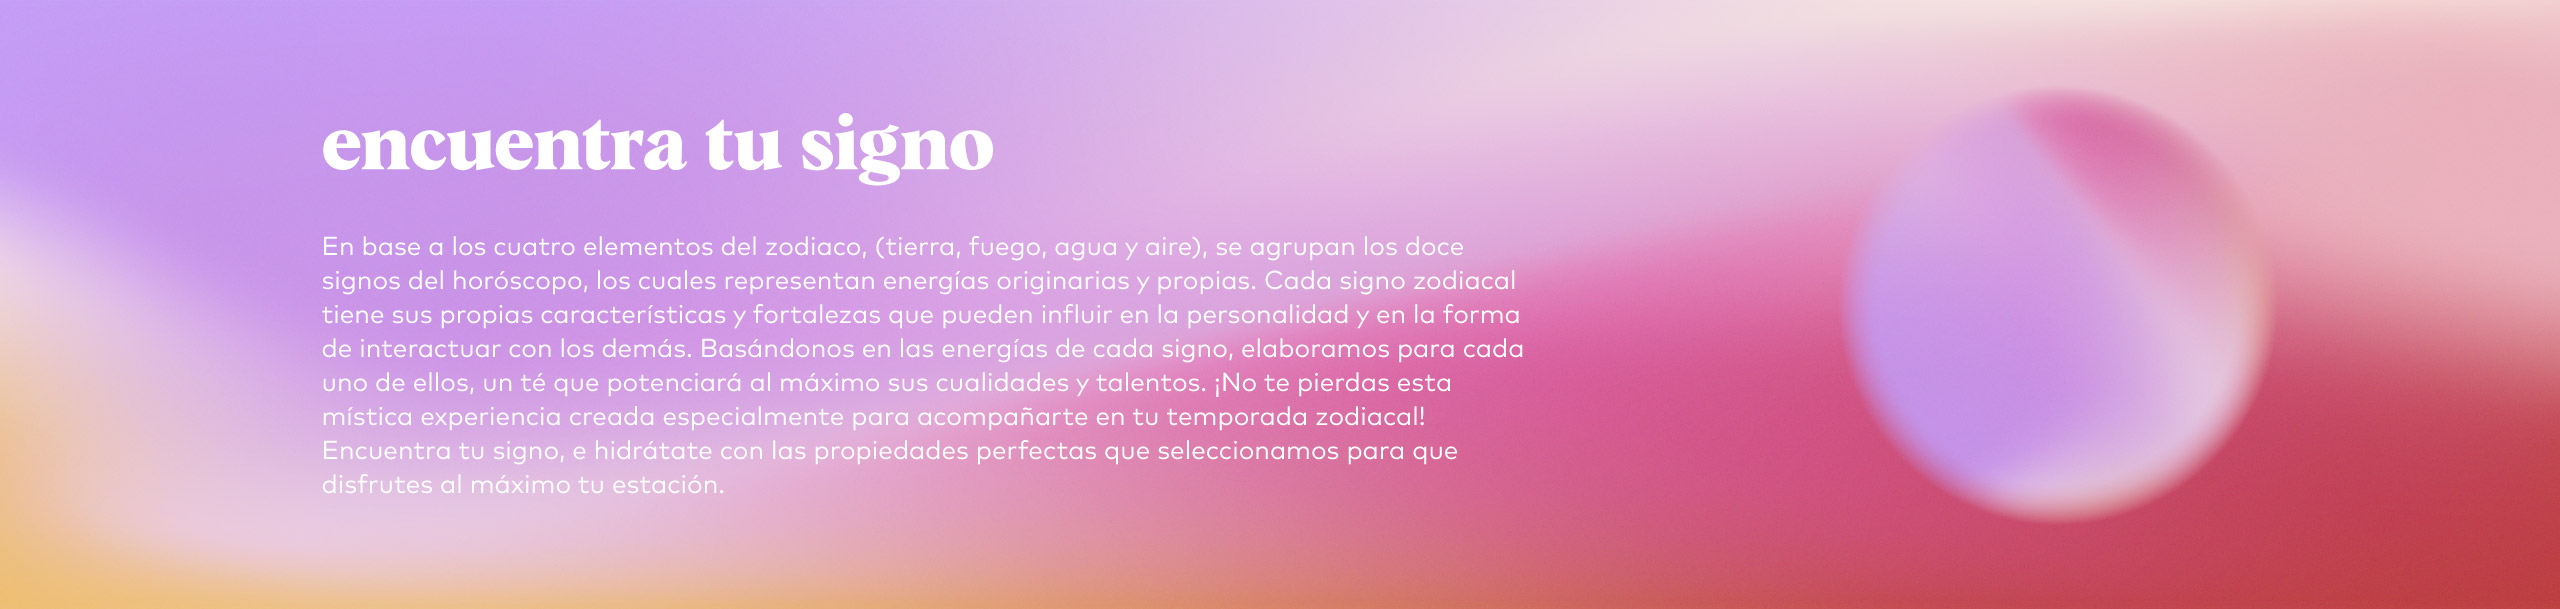 encuentra tu signo
En base a los cuatro elementos del zodiaco, (tierra, fuego, agua y aire), se agrupan los doce
signos del horóscopo, los cuales representan energías originarias y propias. Cada signo zodiacal
tiene sus propias características y fortalezas que pueden influir en la personalidad y en la forma
de interactuar con los demás. Basándonos en las energías de cada signo, elaboramos para cada
uno de ellos, un té que potenciará al máximo sus cualidades y talentos. ¡No te pierdas esta
mística experiencia creada especialmente para acompañarte en tu temporada zodiacal!
Encuentra tu signo, e hidrátate con las propiedades perfectas que seleccionamos para que
disfrutes al máximo tu estación.